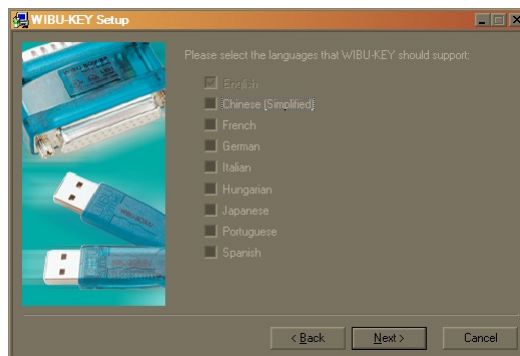 WIBU-KEY Setup
Please select the languages that WIBU-KEY should support:
English
Chinese (Simplified)
French
German
Italian
Hungarian
Japanese
Portuguese
Spanish
< Back
Next >
Cancel